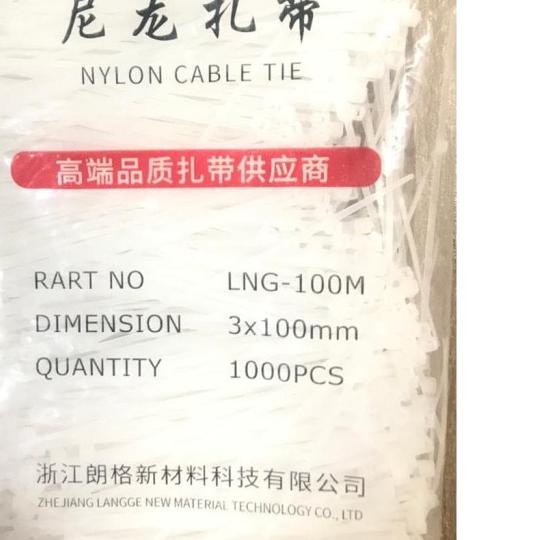 尼龙扎带
NYLON CABLE TIE
高端品质扎带供应商
RART NO LNG-100M
DIMENSION 3x100mm
QUANTITY 1000PCS
浙江朗格新材料科技有限公司
ZHEJIANG LANGGE NEW MATERIAL TECHNOLOGY CO., LTD